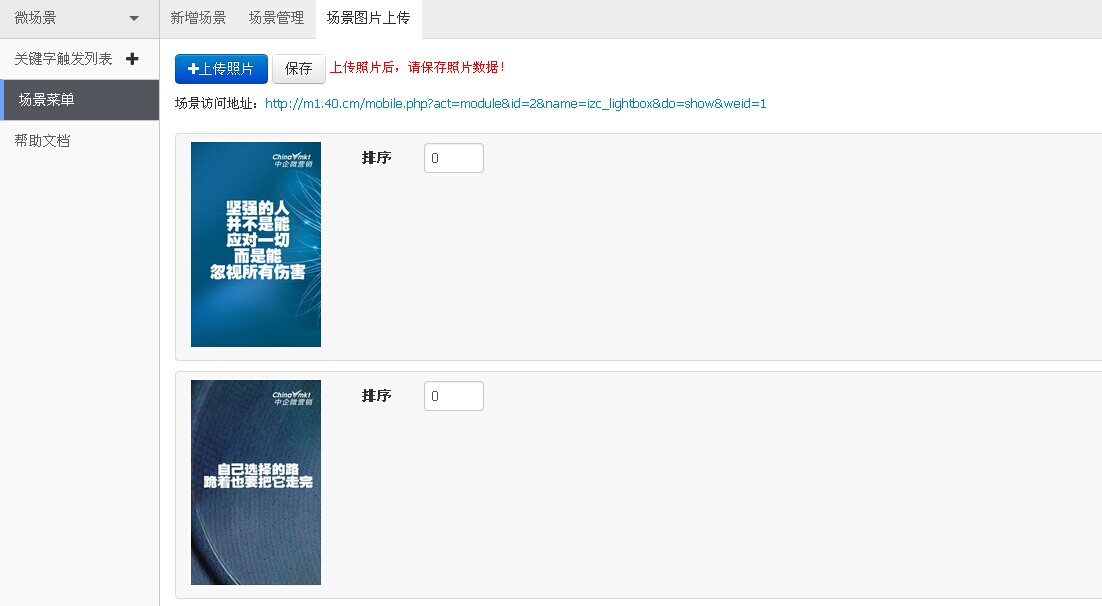 微场景
新增场景
场景管理
场景图片上传
关键字触发列表
场景菜单
帮助文档
上传照片
保存
上传照片后，请保存照片数据！
场景访问地址：http://m1.40.cm/mobile.php?act=module&id=2&name=izc_lightbox&do=show&weid=1
ChinaVmkt
中企微营销
坚强的人
并不是能
应对一切
而是能
忽视所有伤害
排序
0
ChinaVmkt
中企微营销
自己选择的路
跪着也要把它走完
排序
0